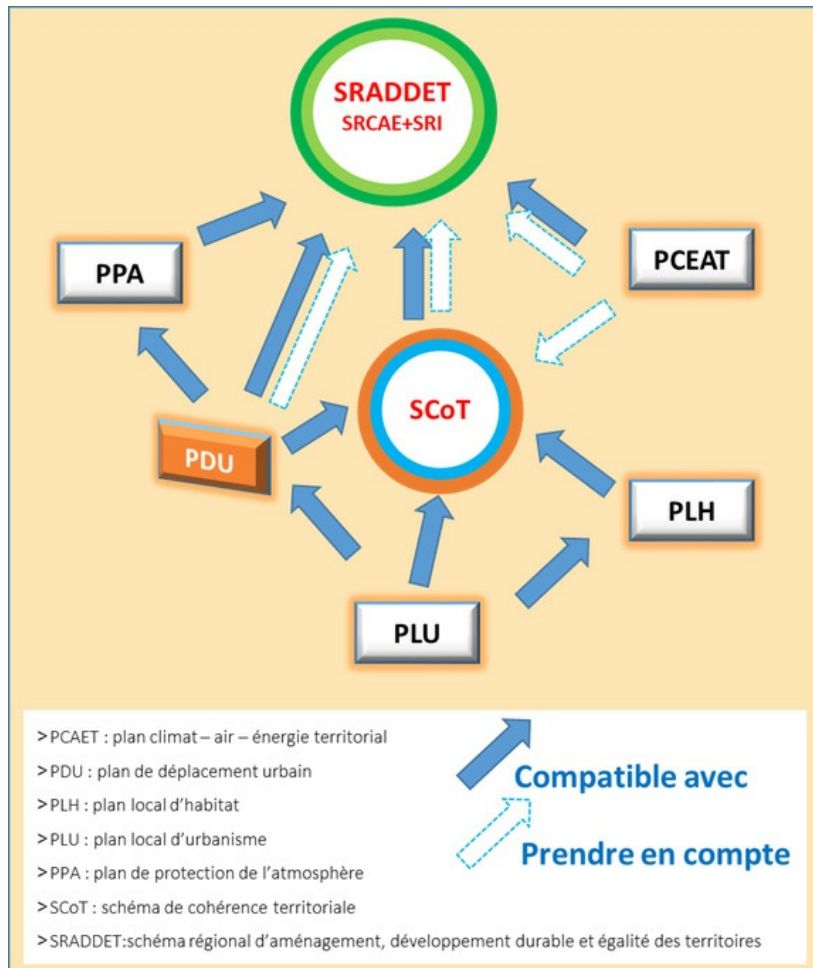 SRADDET
SRCAE+SRI
PPA
PCEAT
SCoT
PDU
PLH
PLU
>PCAET : plan climat – air – énergie territorial
>PDU : plan de déplacement urbain
>PLH : plan local d'habitat
>PLU : plan local d'urbanisme
>PPA : plan de protection de l'atmosphère
>SCoT : schéma de cohérence territoriale
>SRADDET:schéma régional d'aménagement, développement durable et égalité des territoires
Compatible avec
Prendre en compte